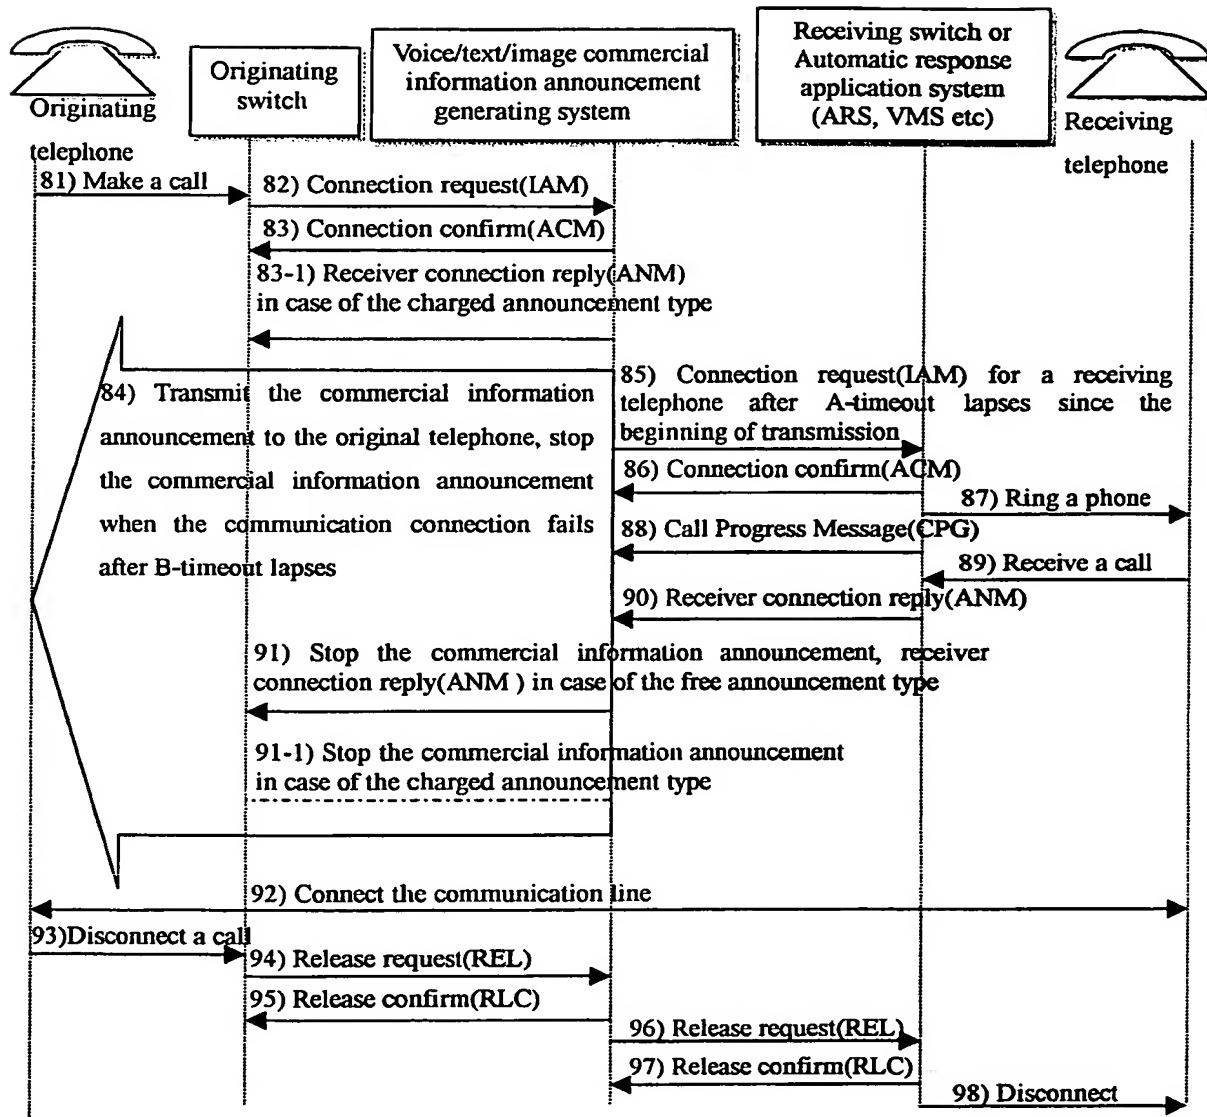 Originating
telephone
Originating
switch
Voice/text/image commercial
information announcement
generating system
Receiving switch or
Automatic response
application system
(ARS, VMS etc)
Receiving
telephone
81) Make a call
82) Connection request(IAM)
83) Connection confirm(ACM)
83-1) Receiver connection reply(ANM)
in case of the charged announcement type
84) Transmit the commercial information
announcement to the original telephone, stop
the commercial information announcement
when the communication connection fails
after B-timeout lapses
85) Connection request(IAM) for a receiving
telephone after A-timeout lapses since the
beginning of transmission
86) Connection confirm(ACM)
87) Ring a phone
88) Call Progress Message(CPG)
89) Receive a call
90) Receiver connection reply(ANM)
91) Stop the commercial information announcement, receiver
connection reply(ANM ) in case of the free announcement type
91-1) Stop the commercial information announcement
in case of the charged announcement type
92) Connect the communication line
93)Disconnect a call
94) Release request(REL)
95) Release confirm(RLC)
96) Release request(REL)
97) Release confirm(RLC)
98) Disconnect